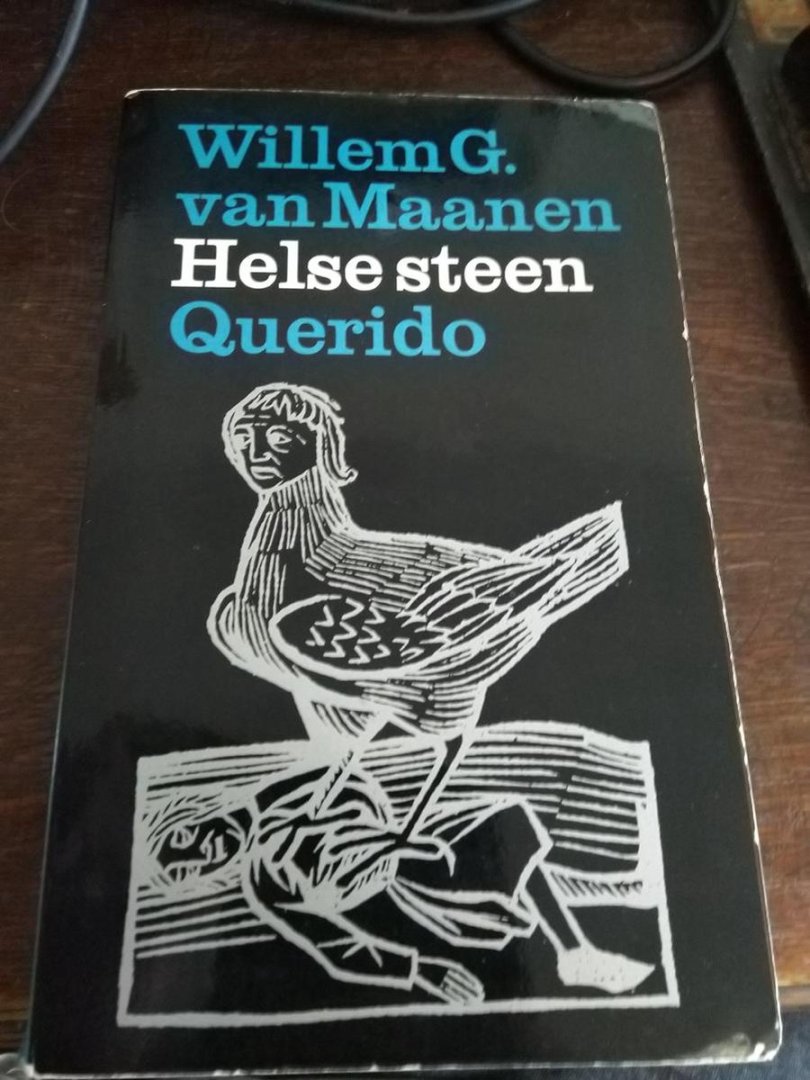 Willem G.
van Maanen
Helse steen
Querido